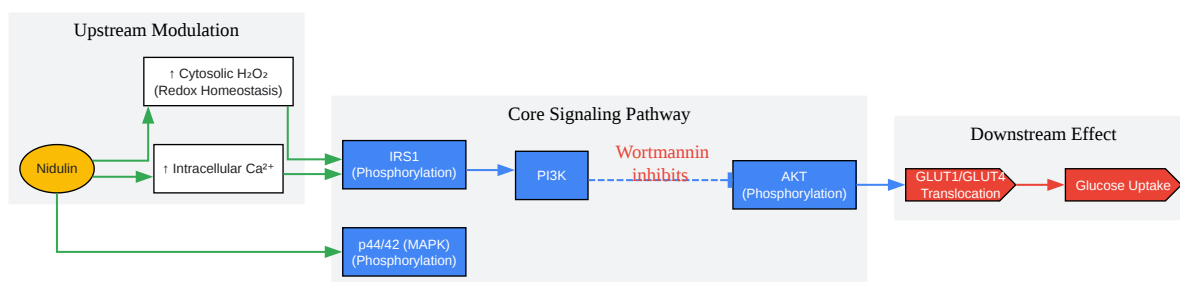 Upstream Modulation
↑ Cytosolic H₂O₂
(Redox Homeostasis)
Nidulin
↑ Intracellular Ca²⁺
Core Signaling Pathway
IRS1
(Phosphorylation)
PI3K
Wortmannin
inhibits
AKT
(Phosphorylation)
p44/42 (MAPK)
(Phosphorylation)
Downstream Effect
GLUT1/GLUT4
Translocation
Glucose Uptake